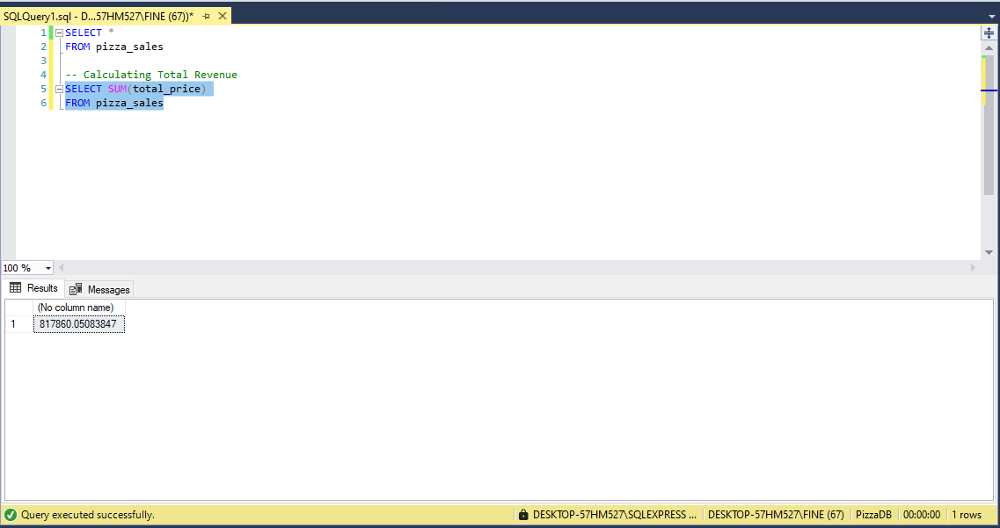 SQLQuery1.sql - D...57HM527\FINE (67))*
1 SELECT *
2 FROM pizza_sales
3
4 -- Calculating Total Revenue
5 SELECT SUM(total_price)
6 FROM pizza_sales
100 %
Results Messages
(No column name)
1 817860.05083847
Query executed successfully. DESKTOP-57HM527\SQLEXPRESS ... DESKTOP-57HM527\FINE (67) PizzaDB 00:00:00 1 rows